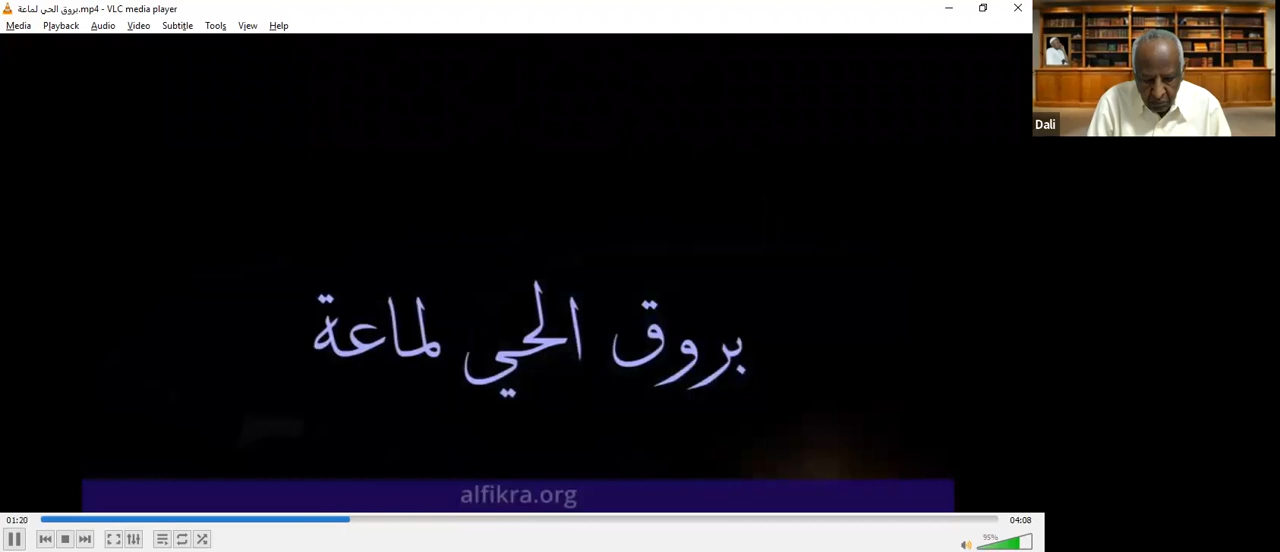 بروق الحي لماعة.mp4 - VLC media player
Media Playback Audio Video Subtitle Tools View Help
Dali
بروق الحي لماعة
alfikra.org
01:20
04:08
95%